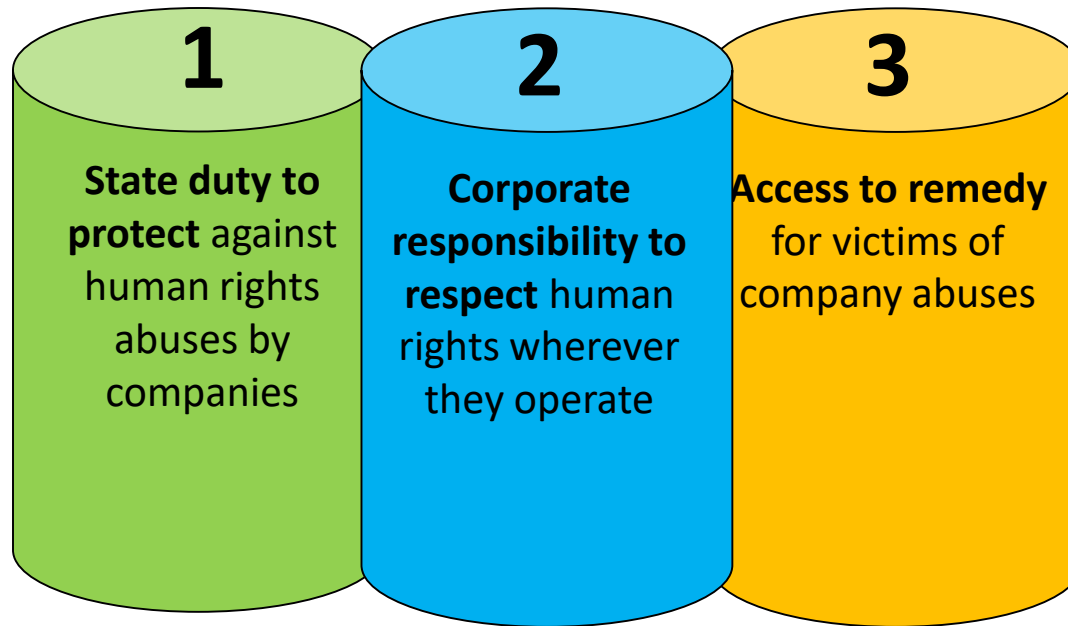 1
State duty to
protect against
human rights
abuses by
companies
2
Corporate
responsibility to
respect human
rights wherever
they operate
3
Access to remedy
for victims of
company abuses